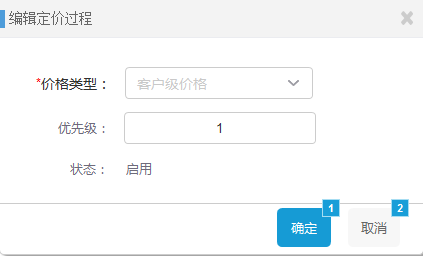 编辑定价过程
*价格类型： 客户级价格
优先级： 1
状态： 启用
确定 1 取消 2